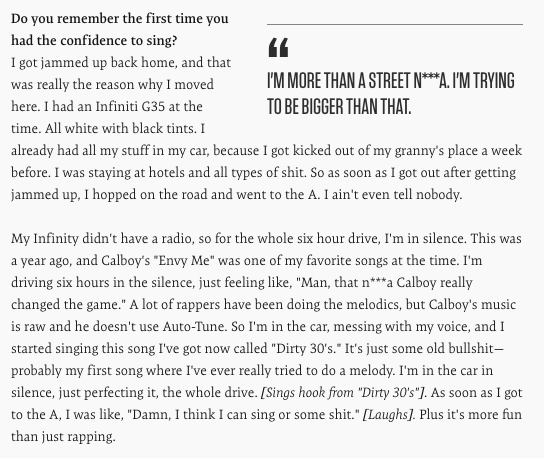 Do you remember the first time you
had the confidence to sing?
I got jammed up back home, and that
was really the reason why I moved
here. I had an Infiniti G35 at the
time. All white with black tints. I
“
I'M MORE THAN A STREET N***A. I'M TRYING
TO BE BIGGER THAN THAT.
already had all my stuff in my car, because I got kicked out of my granny's place a week
before. I was staying at hotels and all types of shit. So as soon as I got out after getting
jammed up, I hopped on the road and went to the A. I ain't even tell nobody.
My Infinity didn't have a radio, so for the whole six hour drive, I'm in silence. This was
a year ago, and Calboy's "Envy Me" was one of my favorite songs at the time. I'm
driving six hours in the silence, just feeling like, "Man, that n***a Calboy really
changed the game." A lot of rappers have been doing the melodics, but Calboy's music
is raw and he doesn't use Auto-Tune. So I'm in the car, messing with my voice, and I
started singing this song I've got now called "Dirty 30's." It's just some old bullshit—
probably my first song where I've ever really tried to do a melody. I'm in the car in
silence, just perfecting it, the whole drive. [Sings hook from "Dirty 30's"]. As soon as I got
to the A, I was like, "Damn, I think I can sing or some shit." [Laughs]. Plus it's more fun
than just rapping.